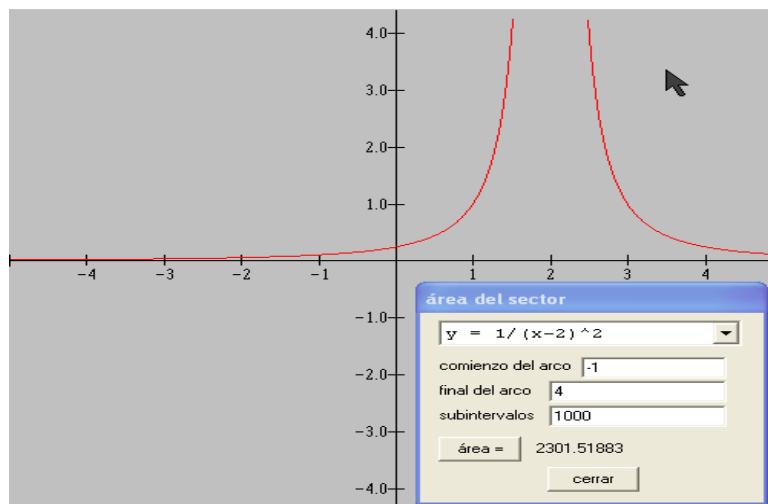 4.0
3.0
2.0
1.0
-4 -3 -2 -1 1 2 3 4
-1.0
-2.0
-3.0
-4.0
área del sector
y = 1/(x-2)^2
comienzo del arco -1
final del arco 4
subintervalos 1000
área = 2301.51883
cerrar